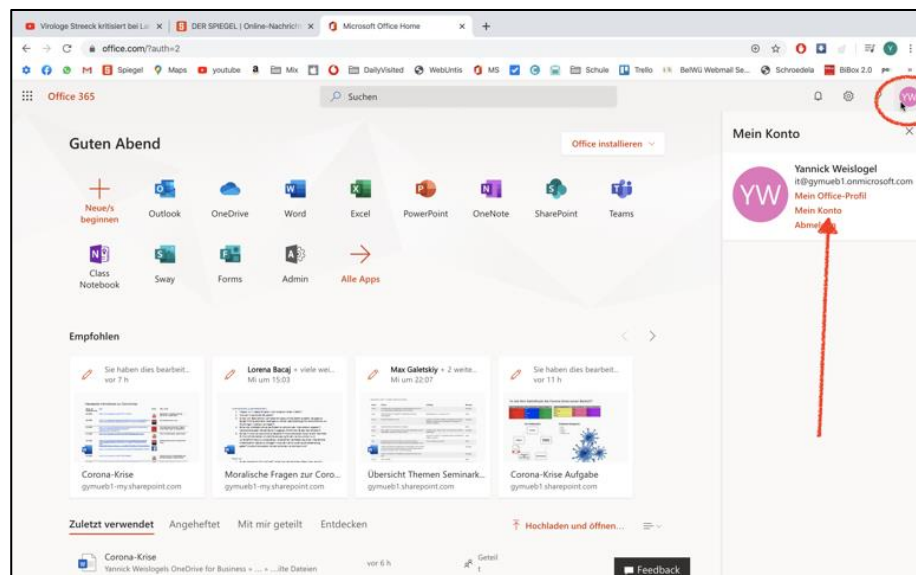 Virologe Streeck kritisiert bei La
DER SPIEGEL | Online-Nachricht
Microsoft Office Home
office.com/?auth=2
Spiegel Maps youtube Mix DailyVisited WebUntis MS Schule Trello BelWü Webmail Se... Schroedela BiBox 2.0
Office 365
Suchen
YW
Guten Abend
Office installieren
Mein Konto
YW
Yannick Weislogel
it@gymueb1.onmicrosoft.com
Mein Office-Profil
Mein Konto
Neue/s beginnen
Outlook
OneDrive
Word
Excel
PowerPoint
OneNote
SharePoint
Teams
Class Notebook
Sway
Forms
Admin
Alle Apps
Empfohlen
Sie haben dies bearbeit...
vor 7 h
Corona-Krise
gymueb1-my.sharepoint.com
Lorena Bacaj + viele wei...
Mi um 15:03
Moralische Fragen zur Coro...
gymueb1-my.sharepoint.com
Max Galetskiy + 2 weite...
Mi um 22:07
Übersicht Themen Seminark...
gymueb1.sharepoint.com
Sie haben dies bearbeit...
vor 11 h
Corona-Krise Aufgabe
gymueb1.sharepoint.com
Zuletzt verwendet Angeheftet Mit mir geteilt Entdecken
Hochladen und öffnen...
Corona-Krise
Yannick Weislogels OneDrive for Business » ... » ...ilte Dateien
vor 6 h
Geteil
t
Feedback